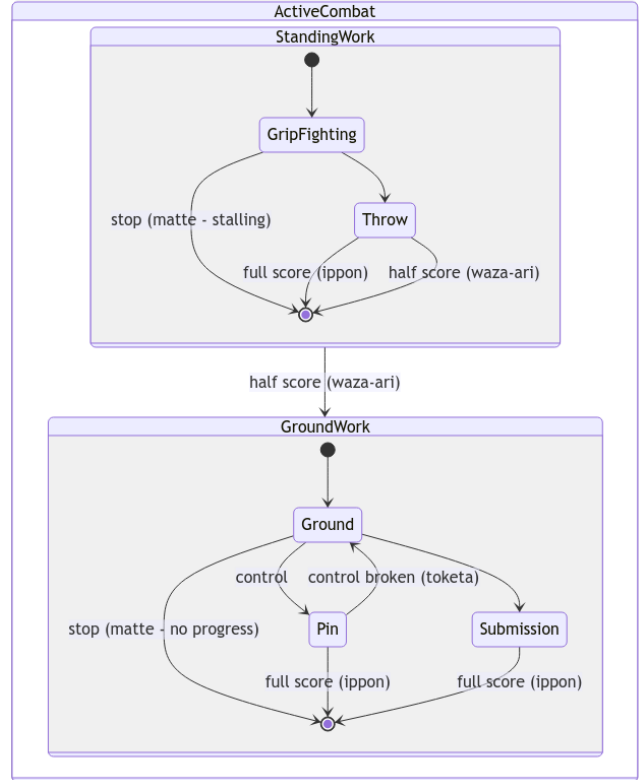 ActiveCombat
StandingWork
GripFighting
stop (matte - stalling)
Throw
full score (ippon)
half score (waza-ari)
half score (waza-ari)
GroundWork
Ground
control
control broken (toketa)
stop (matte - no progress)
Pin
Submission
full score (ippon)
full score (ippon)